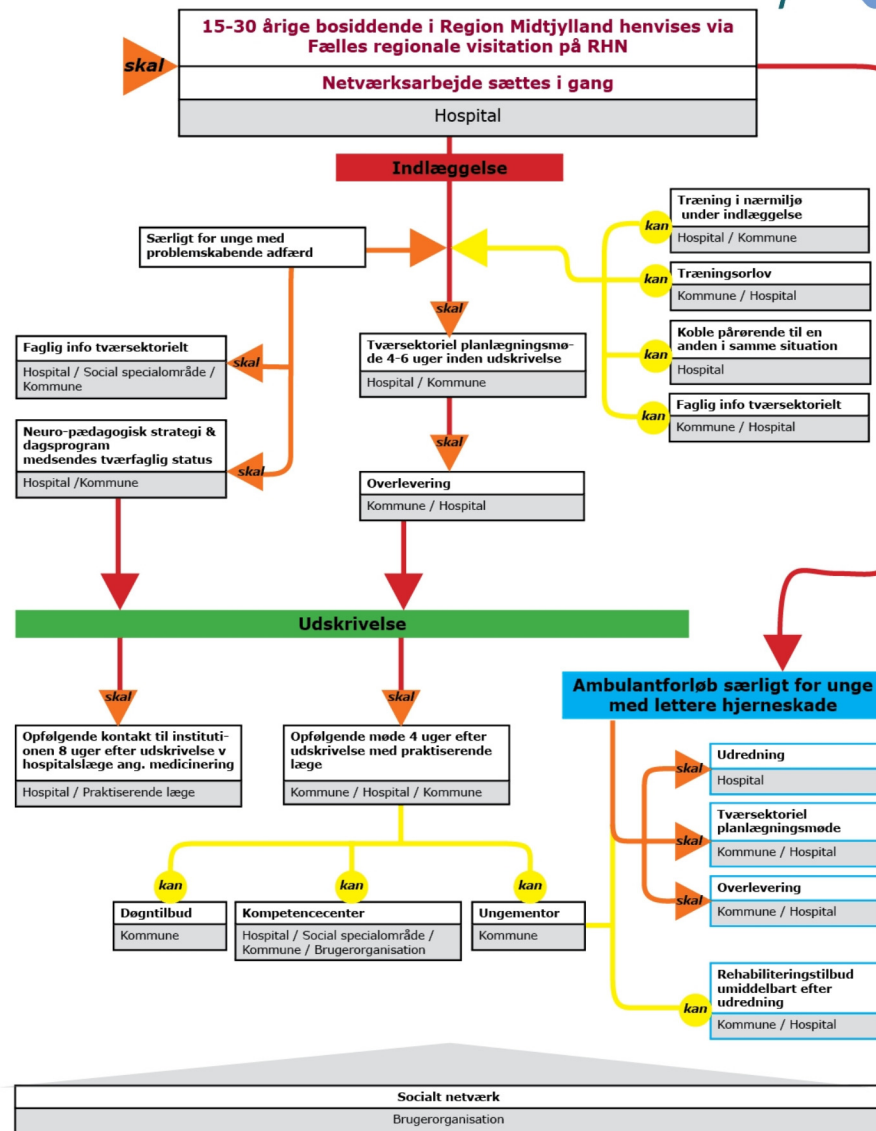 15-30 årige bosiddende i Region Midtjylland henvises via
Fælles regionale visitation på RHN
skal
Netværksarbejde sættes i gang
Hospital
Indlæggelse
Særligt for unge med
problemskabende adfærd
kan
Træning i nærmiljø
under indlæggelse
Hospital / Kommune
kan
Træningsorlov
Kommune / Hospital
kan
Koble pårørende til en
anden i samme situation
Hospital
kan
Faglig info tværsektorielt
Kommune / Hospital
skal
Faglig info tværsektorielt
Hospital / Social specialområde /
Kommune
skal
Neuro-pædagogisk strategi &
dagsprogram
medsendes tværfaglig status
Hospital /Kommune
skal
Tværsektoriel planlægningsmø-
de 4-6 uger inden udskrivelse
Hospital / Kommune
skal
Overlevering
Kommune / Hospital
Udskrivelse
skal
Opfølgende kontakt til instituti-
onen 8 uger efter udskrivelse v
hospitalslæge ang. medicinering
Hospital / Praktiserende læge
skal
Opfølgende møde 4 uger efter
udskrivelse med praktiserende
læge
Kommune / Hospital / Kommune
kan
Døgntilbud
Kommune
kan
Kompetencecenter
Hospital / Social specialområde /
Kommune / Brugerorganisation
kan
Ungementor
Kommune
Ambulantforløb særligt for unge
med lettere hjerneskade
skal
Udredning
Hospital
skal
Tværsektoriel
planlægningsmøde
Kommune / Hospital
skal
Overlevering
Kommune / Hospital
kan
Rehabiliteringstilbud
umiddelbart efter
udredning
Kommune / Hospital
Socialt netværk
Brugerorganisation